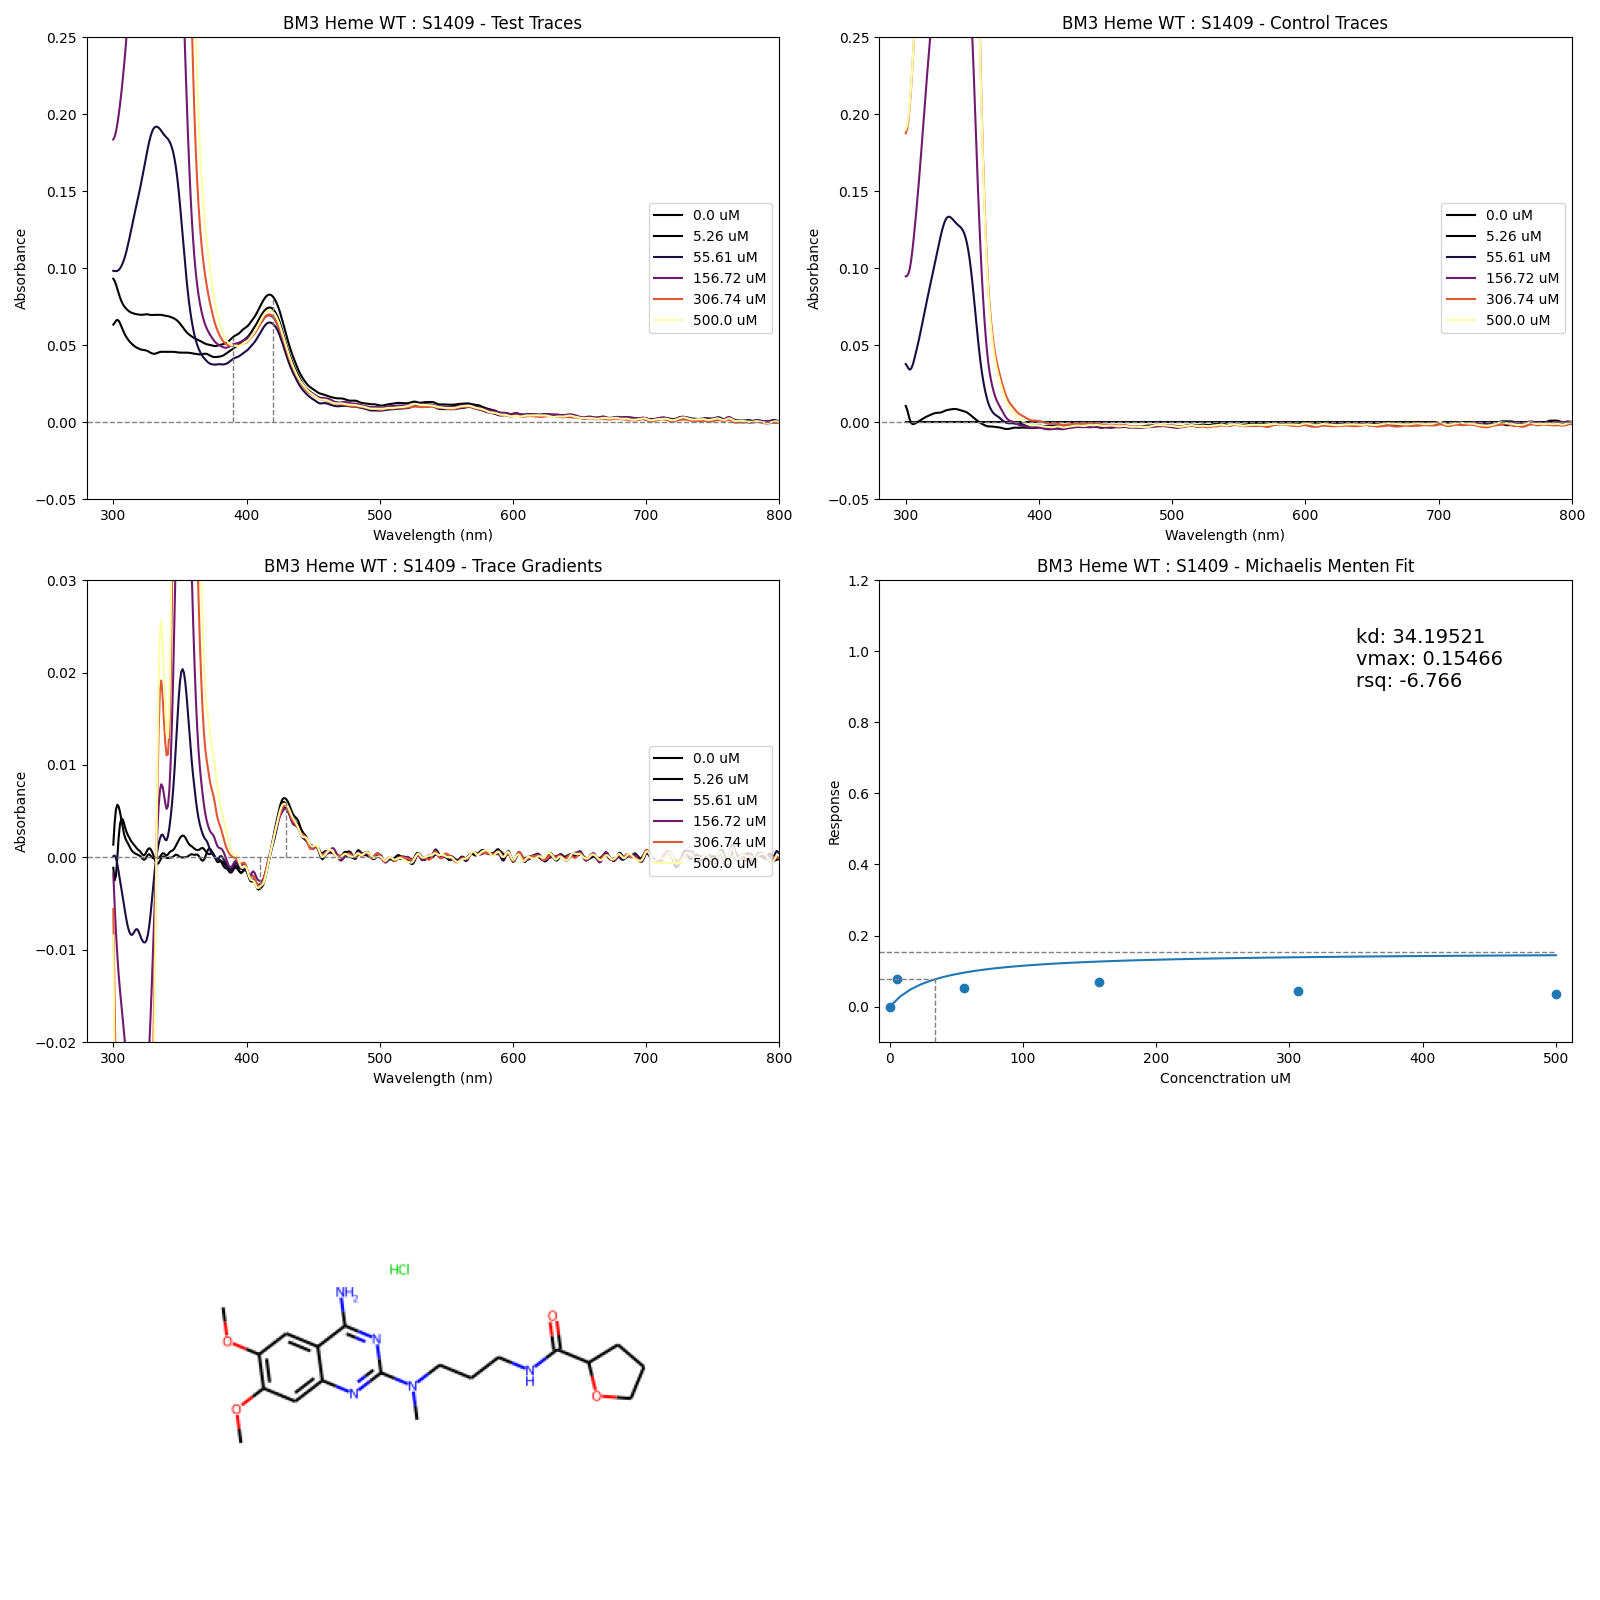 BM3 Heme WT : S1409 - Test Traces
Absorbance
0.25
0.20
0.15
0.10
0.05
0.00
−0.05
300
400
500
600
700
800
Wavelength (nm)
0.0 uM
5.26 uM
55.61 uM
156.72 uM
306.74 uM
500.0 uM
BM3 Heme WT : S1409 - Control Traces
Absorbance
0.25
0.20
0.15
0.10
0.05
0.00
−0.05
300
400
500
600
700
800
Wavelength (nm)
0.0 uM
5.26 uM
55.61 uM
156.72 uM
306.74 uM
500.0 uM
BM3 Heme WT : S1409 - Trace Gradients
Absorbance
0.03
0.02
0.01
0.00
−0.01
−0.02
300
400
500
600
700
800
Wavelength (nm)
0.0 uM
5.26 uM
55.61 uM
156.72 uM
306.74 uM
500.0 uM
BM3 Heme WT : S1409 - Michaelis Menten Fit
Response
1.2
1.0
0.8
0.6
0.4
0.2
0.0
0
100
200
300
400
500
Concenctration uM
kd: 34.19521
vmax: 0.15466
rsq: -6.766
HCl
NH2
O
O
N
N
N
N
H
O
O